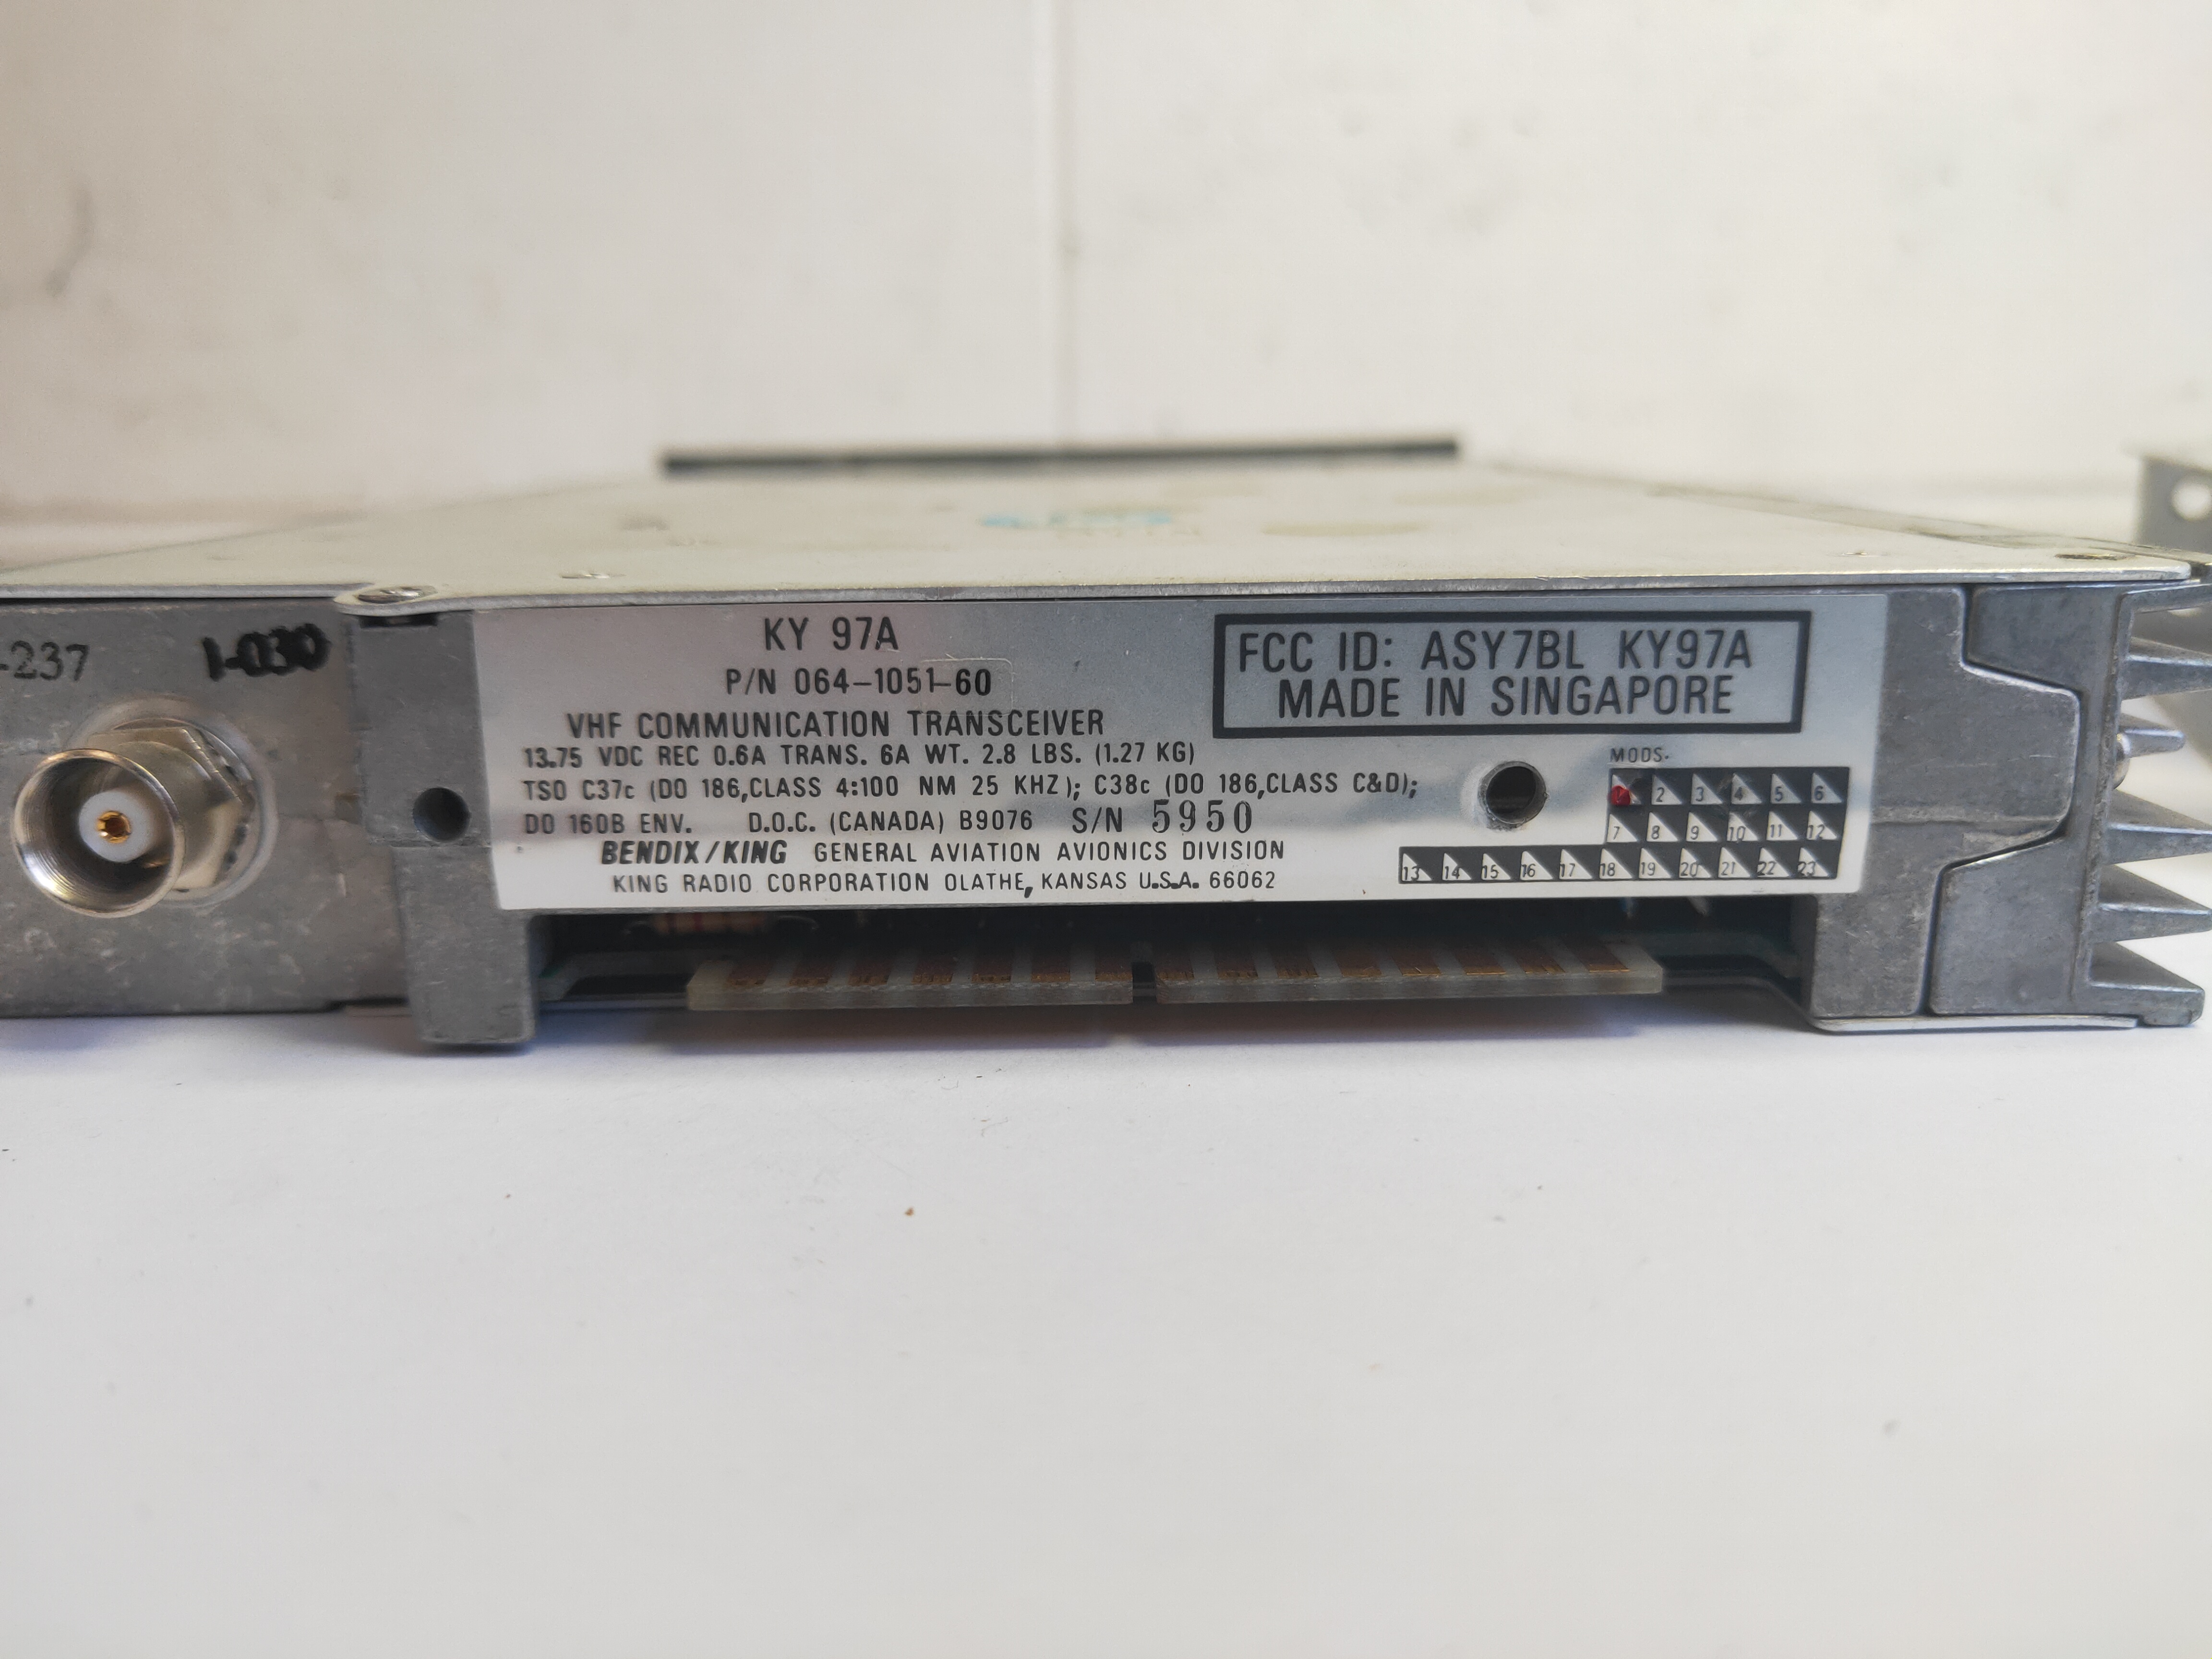 -237
1-030
KY 97A
P/N 064-1051-60
VHF COMMUNICATION TRANSCEIVER
13.75 VDC REC 0.6A TRANS. 6A WT. 2.8 LBS. (1.27 KG)
TSO C37c (DO 186,CLASS 4:100 NM 25 KHZ); C38c (DO 186,CLASS C&D);
DO 160B ENV. D.O.C. (CANADA) B9076 S/N 5950
BENDIX/KING GENERAL AVIATION AVIONICS DIVISION
KING RADIO CORPORATION OLATHE, KANSAS U.S.A. 66062
FCC ID: ASY7BL KY97A
MADE IN SINGAPORE
MODS.
2 3 4 5 6
7 8 9 10 11 12
13 14 15 16 17 18 19 20 21 22 23